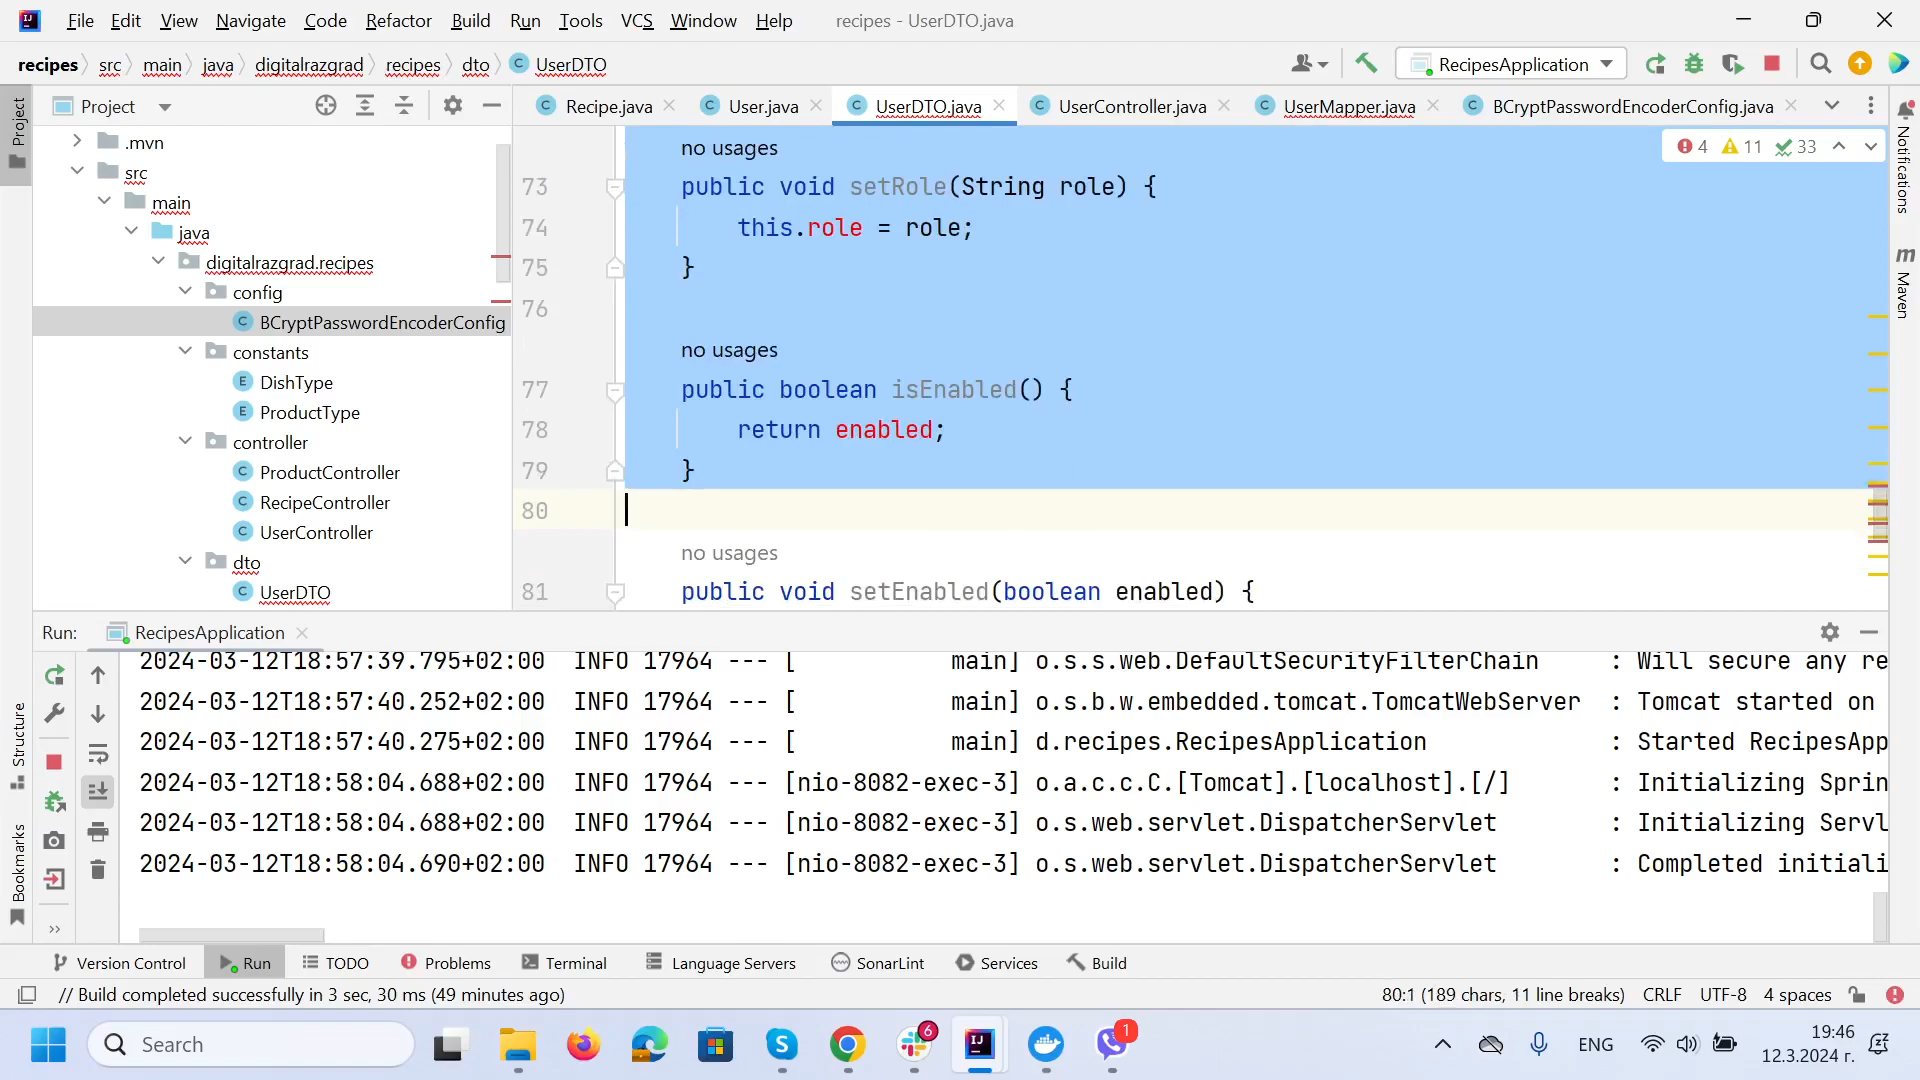 File Edit View Navigate Code Refactor Build Run Tools VCS Window Help recipes - UserDTO.java
recipes src main java digitalrazgrad recipes dto UserDTO RecipesApplication
Project Recipe.java User.java UserDTO.java UserController.java UserMapper.java BCryptPasswordEncoderConfig.java
Project
Structure
Bookmarks
Notifications
Maven
.mvn
src
main
java
digitalrazgrad.recipes
config
BCryptPasswordEncoderConfig
constants
DishType
ProductType
controller
ProductController
RecipeController
UserController
dto
UserDTO
4 11 33
no usages
73 public void setRole(String role) {
74 this.role = role;
75 }
76
no usages
77 public boolean isEnabled() {
78 return enabled;
79 }
80
no usages
81 public void setEnabled(boolean enabled) {
Run: RecipesApplication
2024-03-12T18:57:39.795+02:00 INFO 17964 --- [ main] o.s.s.web.DefaultSecurityFilterChain : Will secure any re
2024-03-12T18:57:40.252+02:00 INFO 17964 --- [ main] o.s.b.w.embedded.tomcat.TomcatWebServer : Tomcat started on
2024-03-12T18:57:40.275+02:00 INFO 17964 --- [ main] d.recipes.RecipesApplication : Started RecipesApp
2024-03-12T18:58:04.688+02:00 INFO 17964 --- [nio-8082-exec-3] o.a.c.c.C.[Tomcat].[localhost].[/] : Initializing Sprin
2024-03-12T18:58:04.688+02:00 INFO 17964 --- [nio-8082-exec-3] o.s.web.servlet.DispatcherServlet : Initializing Servl
2024-03-12T18:58:04.690+02:00 INFO 17964 --- [nio-8082-exec-3] o.s.web.servlet.DispatcherServlet : Completed initiali
Version Control Run TODO Problems Terminal Language Servers SonarLint Services Build
// Build completed successfully in 3 sec, 30 ms (49 minutes ago) 80:1 (189 chars, 11 line breaks) CRLF UTF-8 4 spaces
Search 6 1 ENG 19:46
12.3.2024 г.